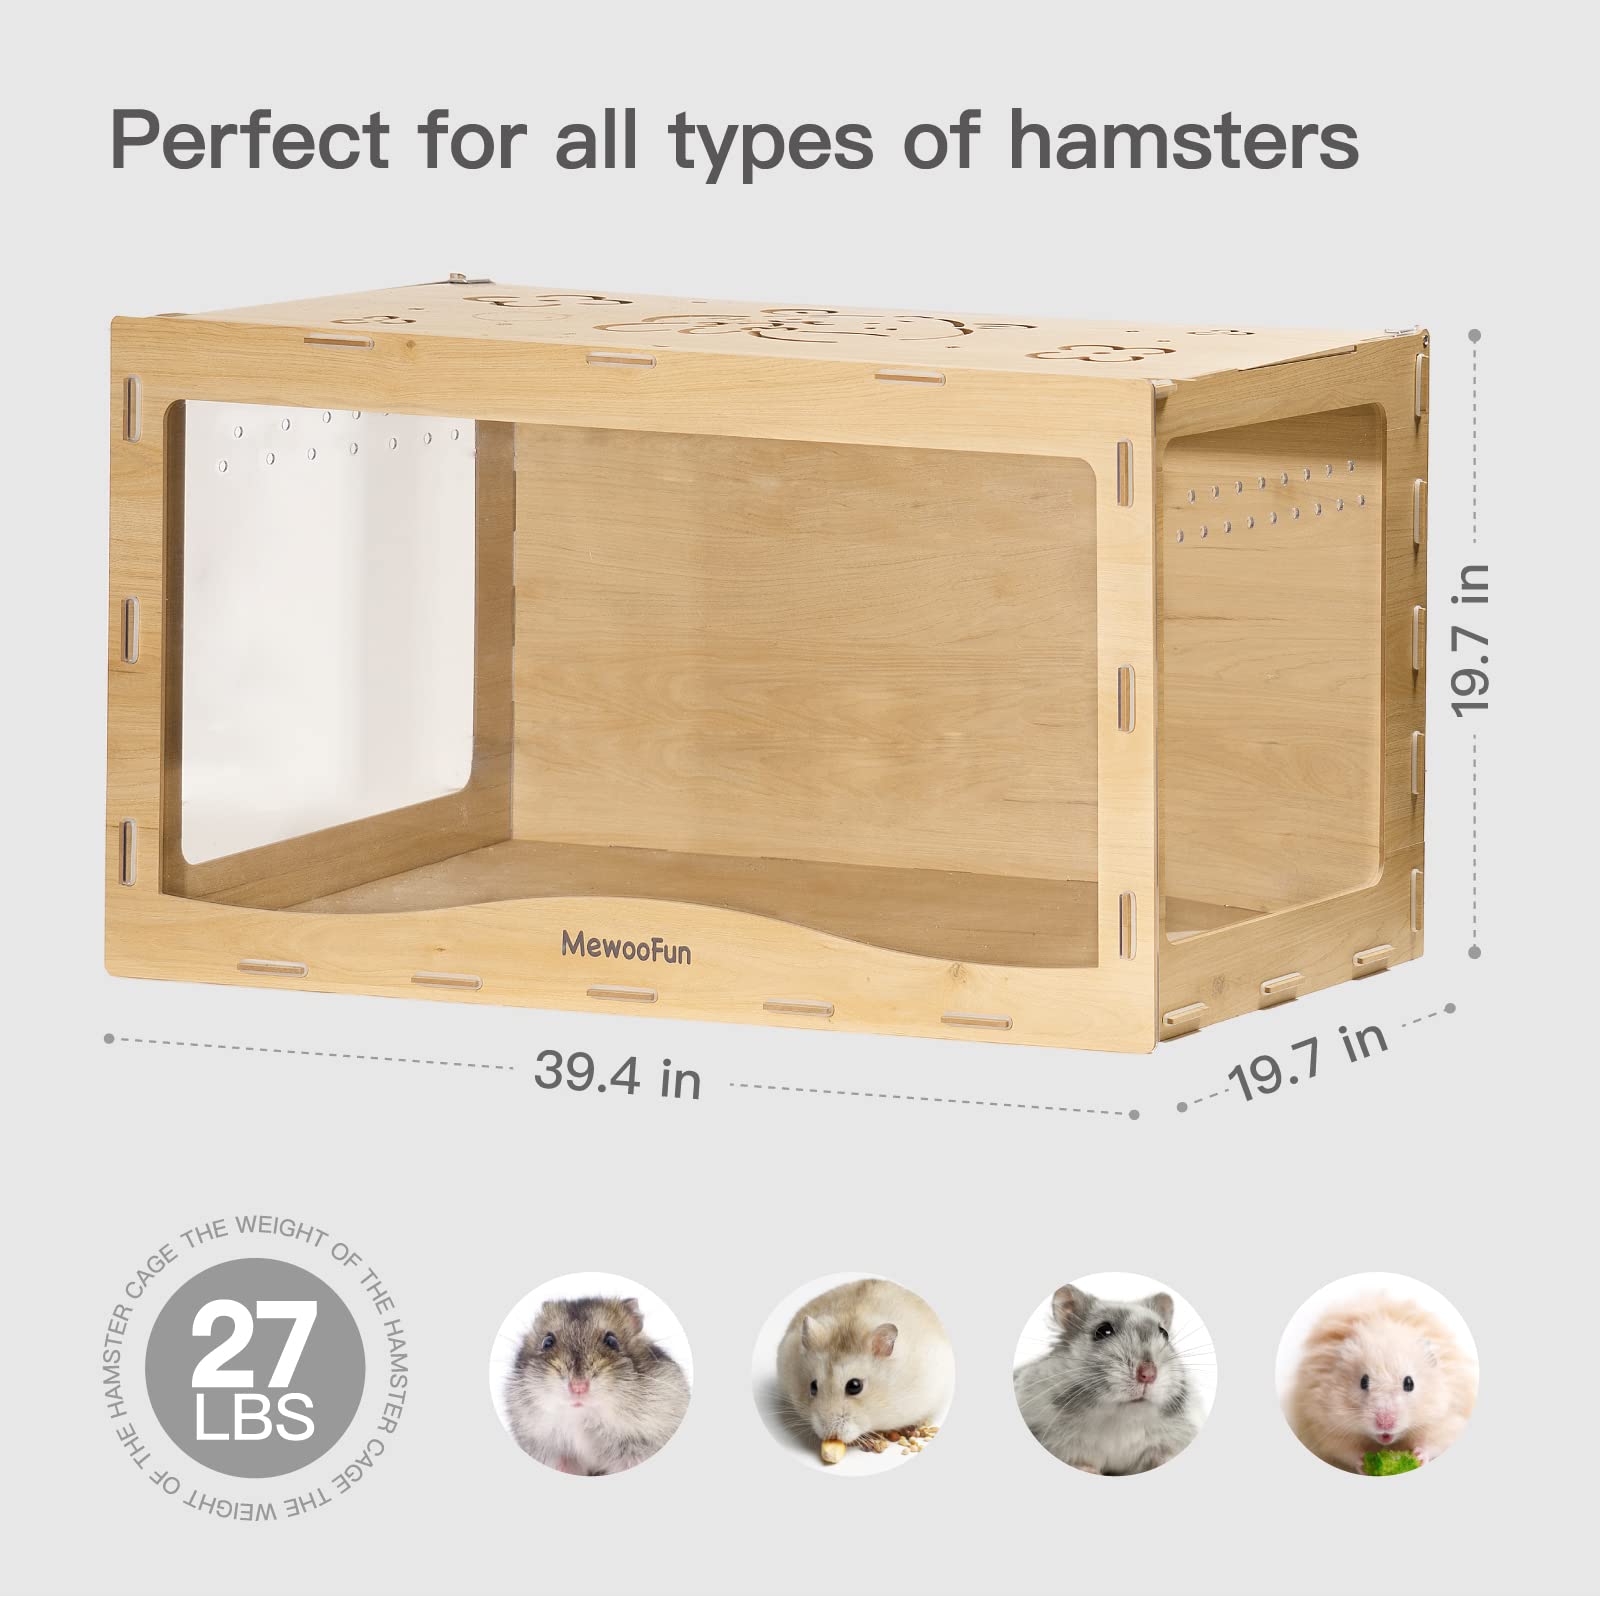 Perfect for all types of hamsters
19.7 in
MewooFun
39.4 in
19.7 in
THE WEIGHT OF THE HAMSTER CAGE THE WEIGHT OF THE HAMSTER CAGE
27
LBS